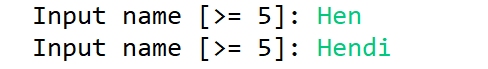 Input name [>= 5]: Hen
Input name [>= 5]: Hendi